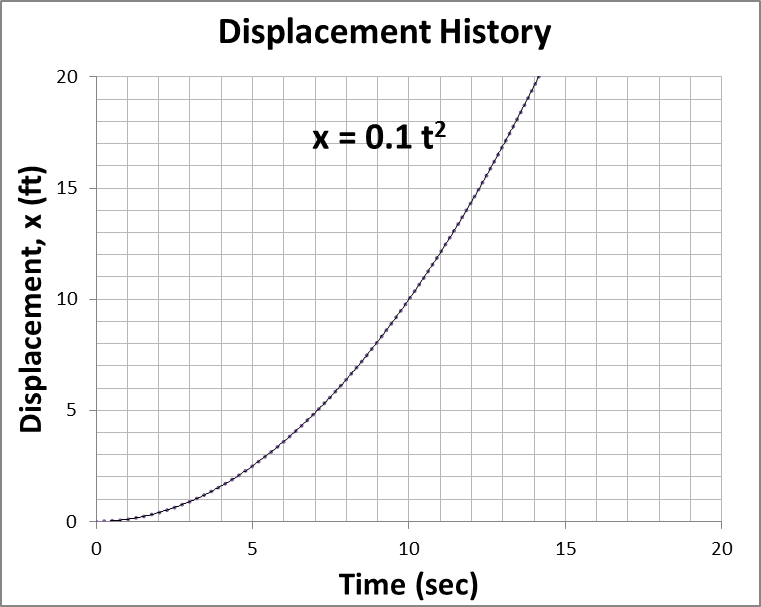 Displacement History
x = 0.1 t²
Displacement, x (ft)
20
15
10
5
0
0 5 10 15 20
Time (sec)